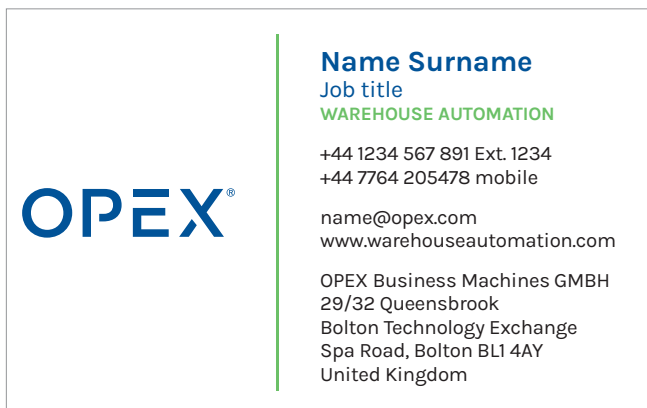 OPEX®
Name Surname
Job title
WAREHOUSE AUTOMATION
+44 1234 567 891 Ext. 1234
+44 7764 205478 mobile
name@opex.com
www.warehouseautomation.com
OPEX Business Machines GMBH
29/32 Queensbrook
Bolton Technology Exchange
Spa Road, Bolton BL1 4AY
United Kingdom